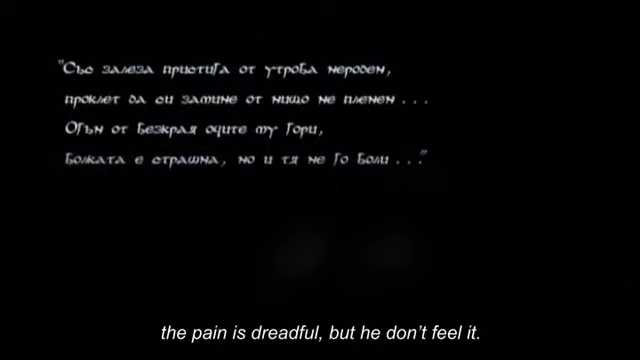 "Със залеза пристига от утроба нероден,
проклет да си замине от нищо не пленен...
Огън от безкрая очите му гори,
болката е страшна, но и тя не го боли..."
the pain is dreadful, but he don't feel it.